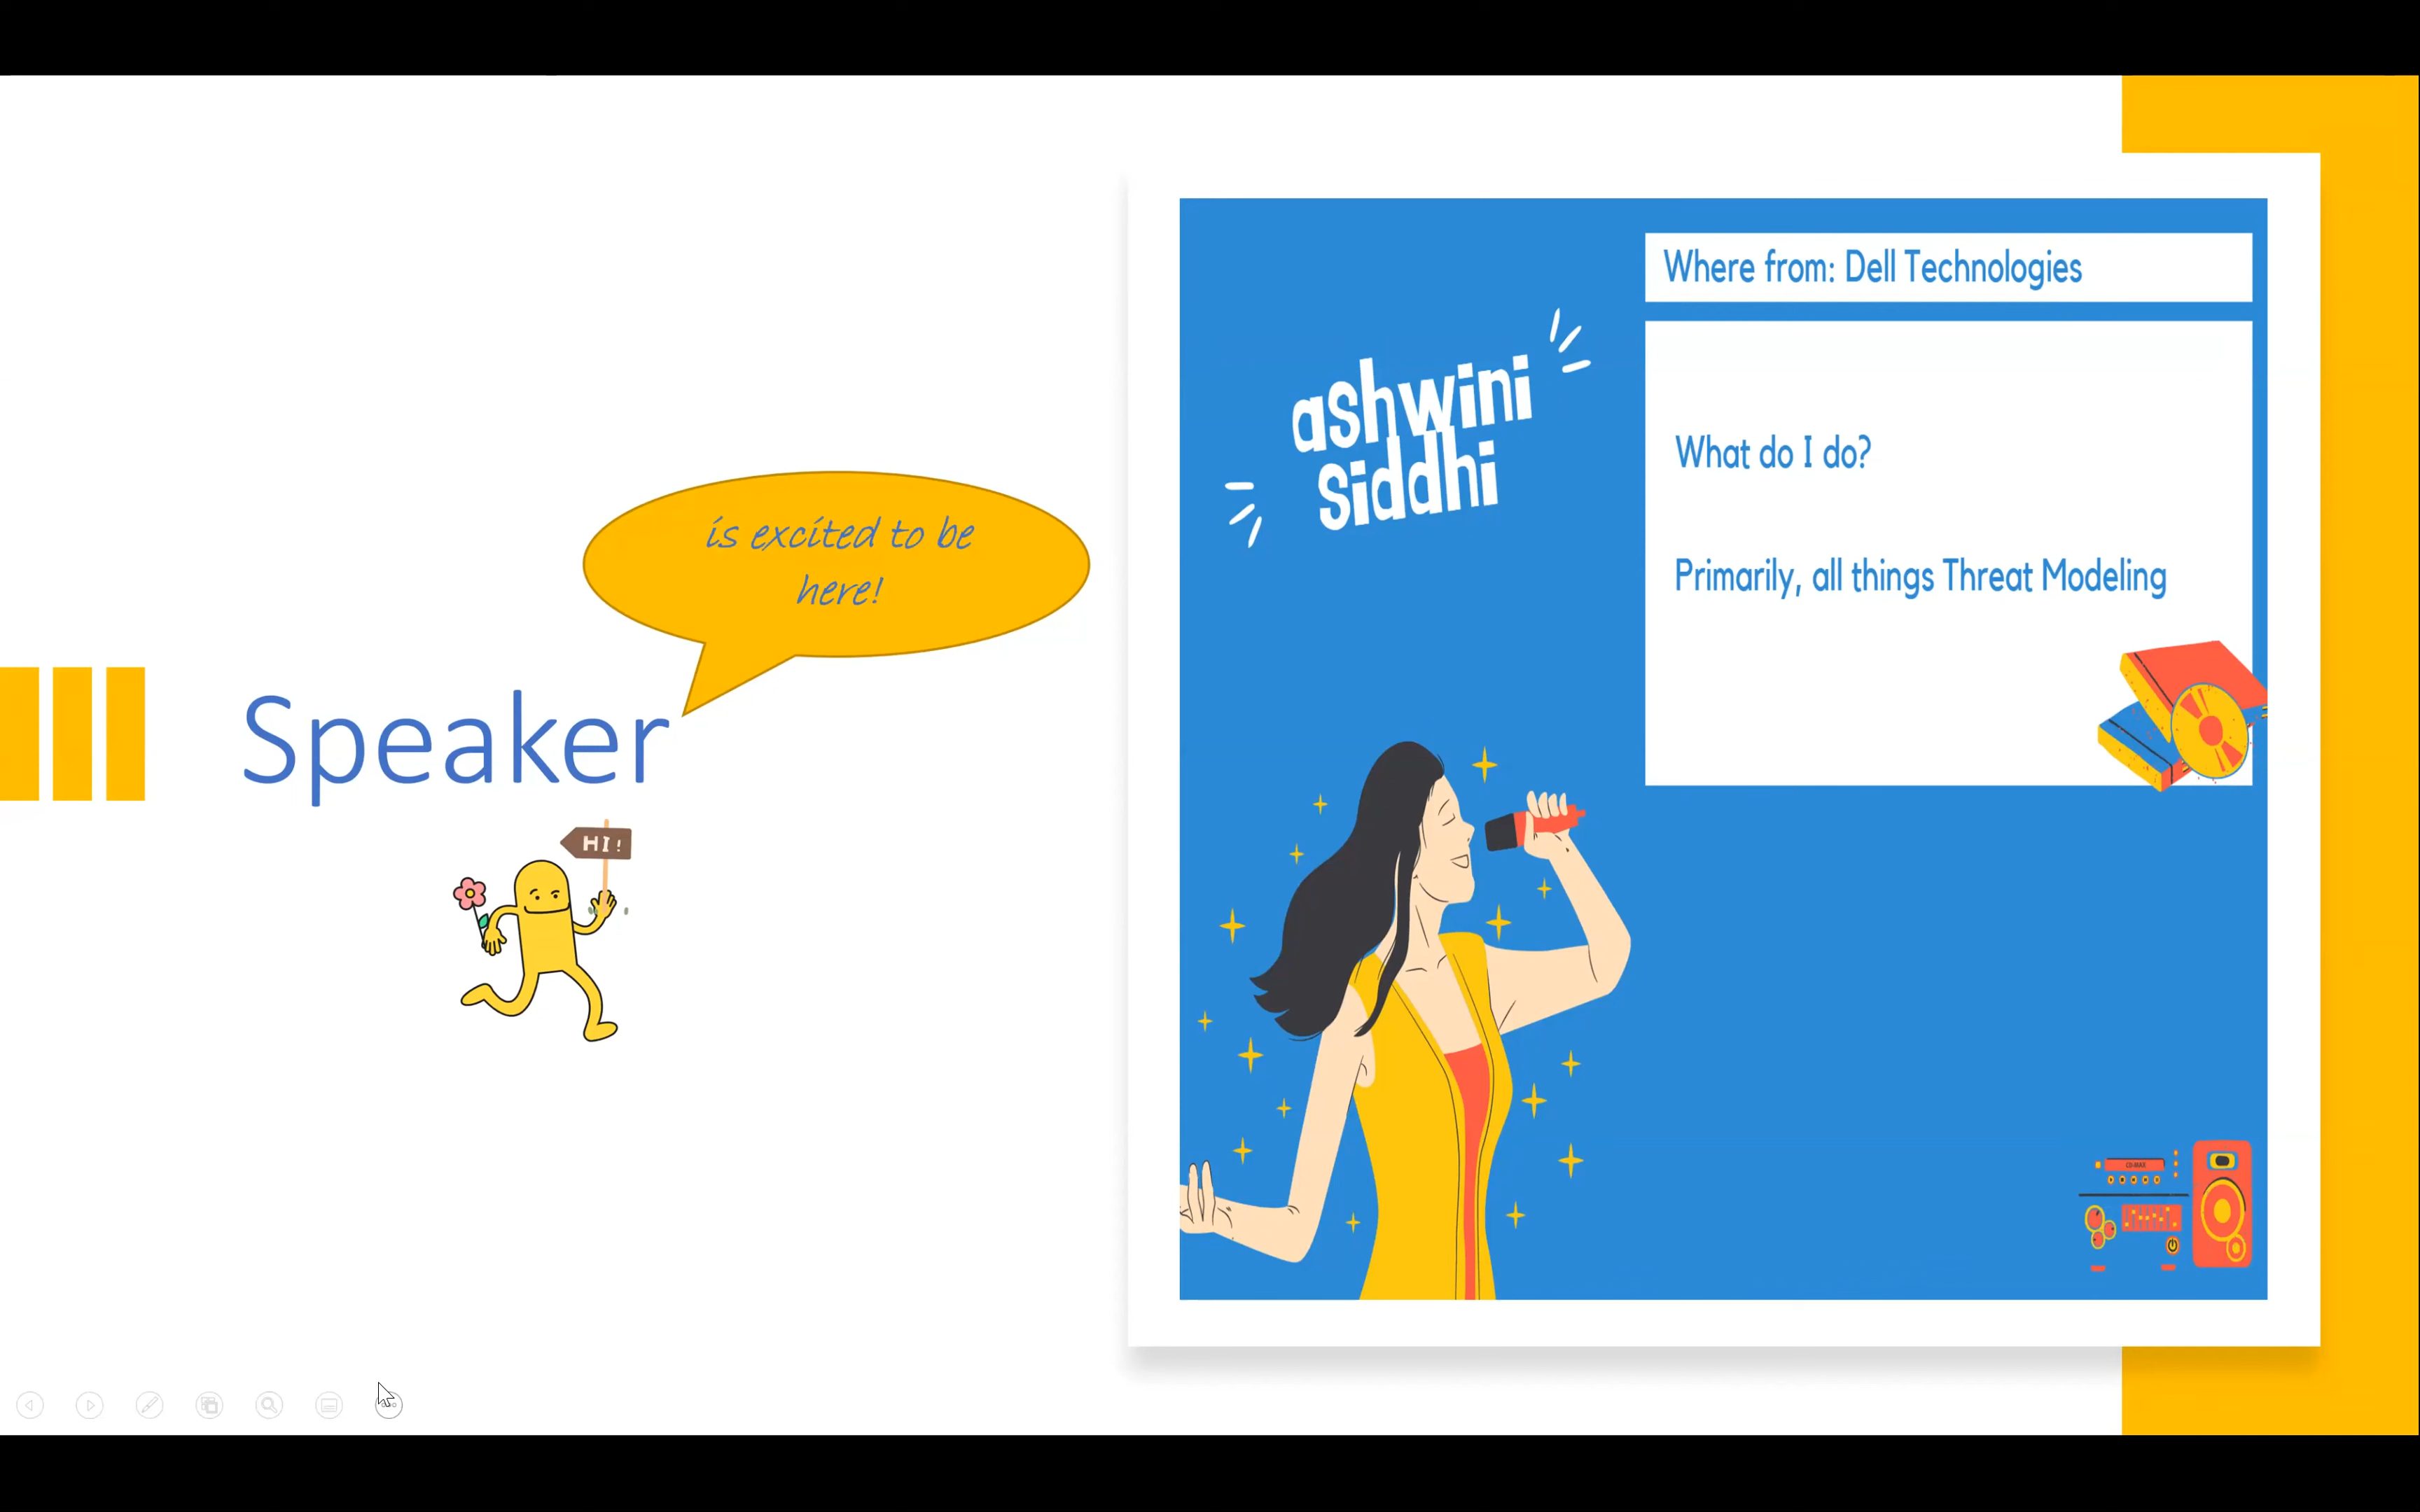 is excited to be
here!
Speaker
HI!
ashwini
siddhi
Where from: Dell Technologies
What do I do?
Primarily, all things Threat Modeling